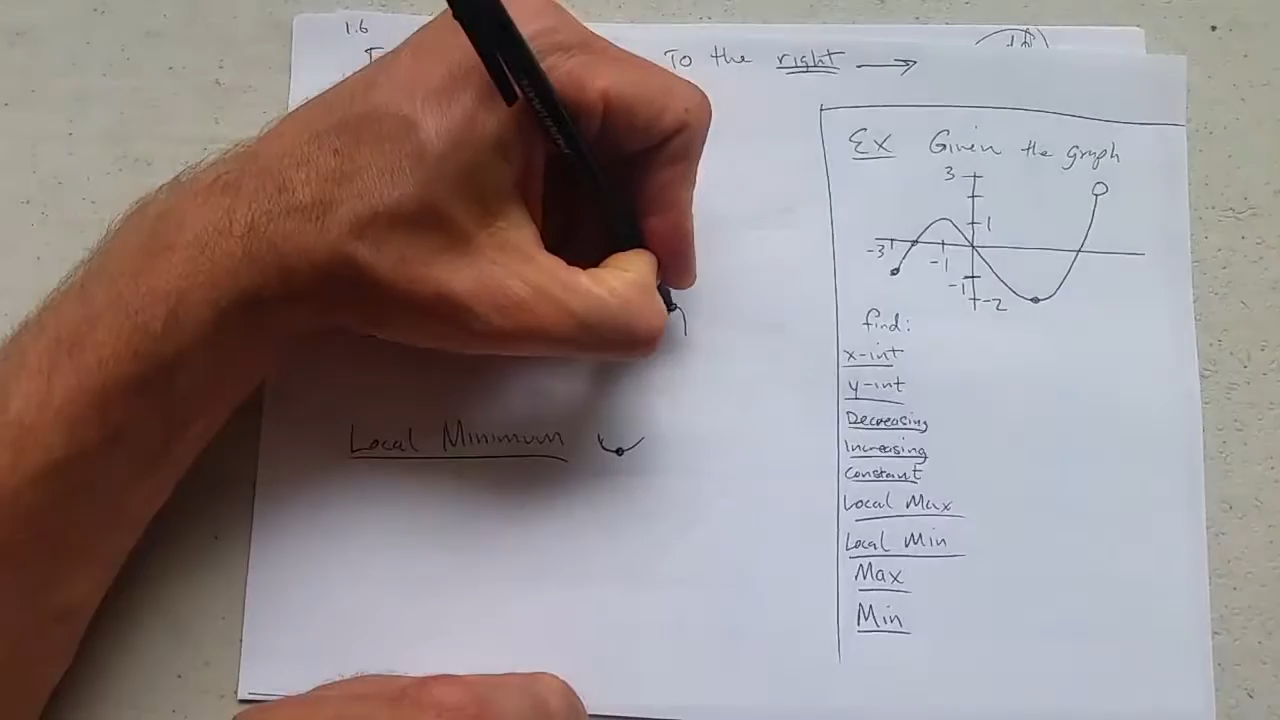 1.6
To the right
Local Minimum
Ex Given the graph
3
1
-3
-1
-1
-2
find:
x-int
y-int
Decreasing
Increasing
Constant
Local Max
Local Min
Max
Min